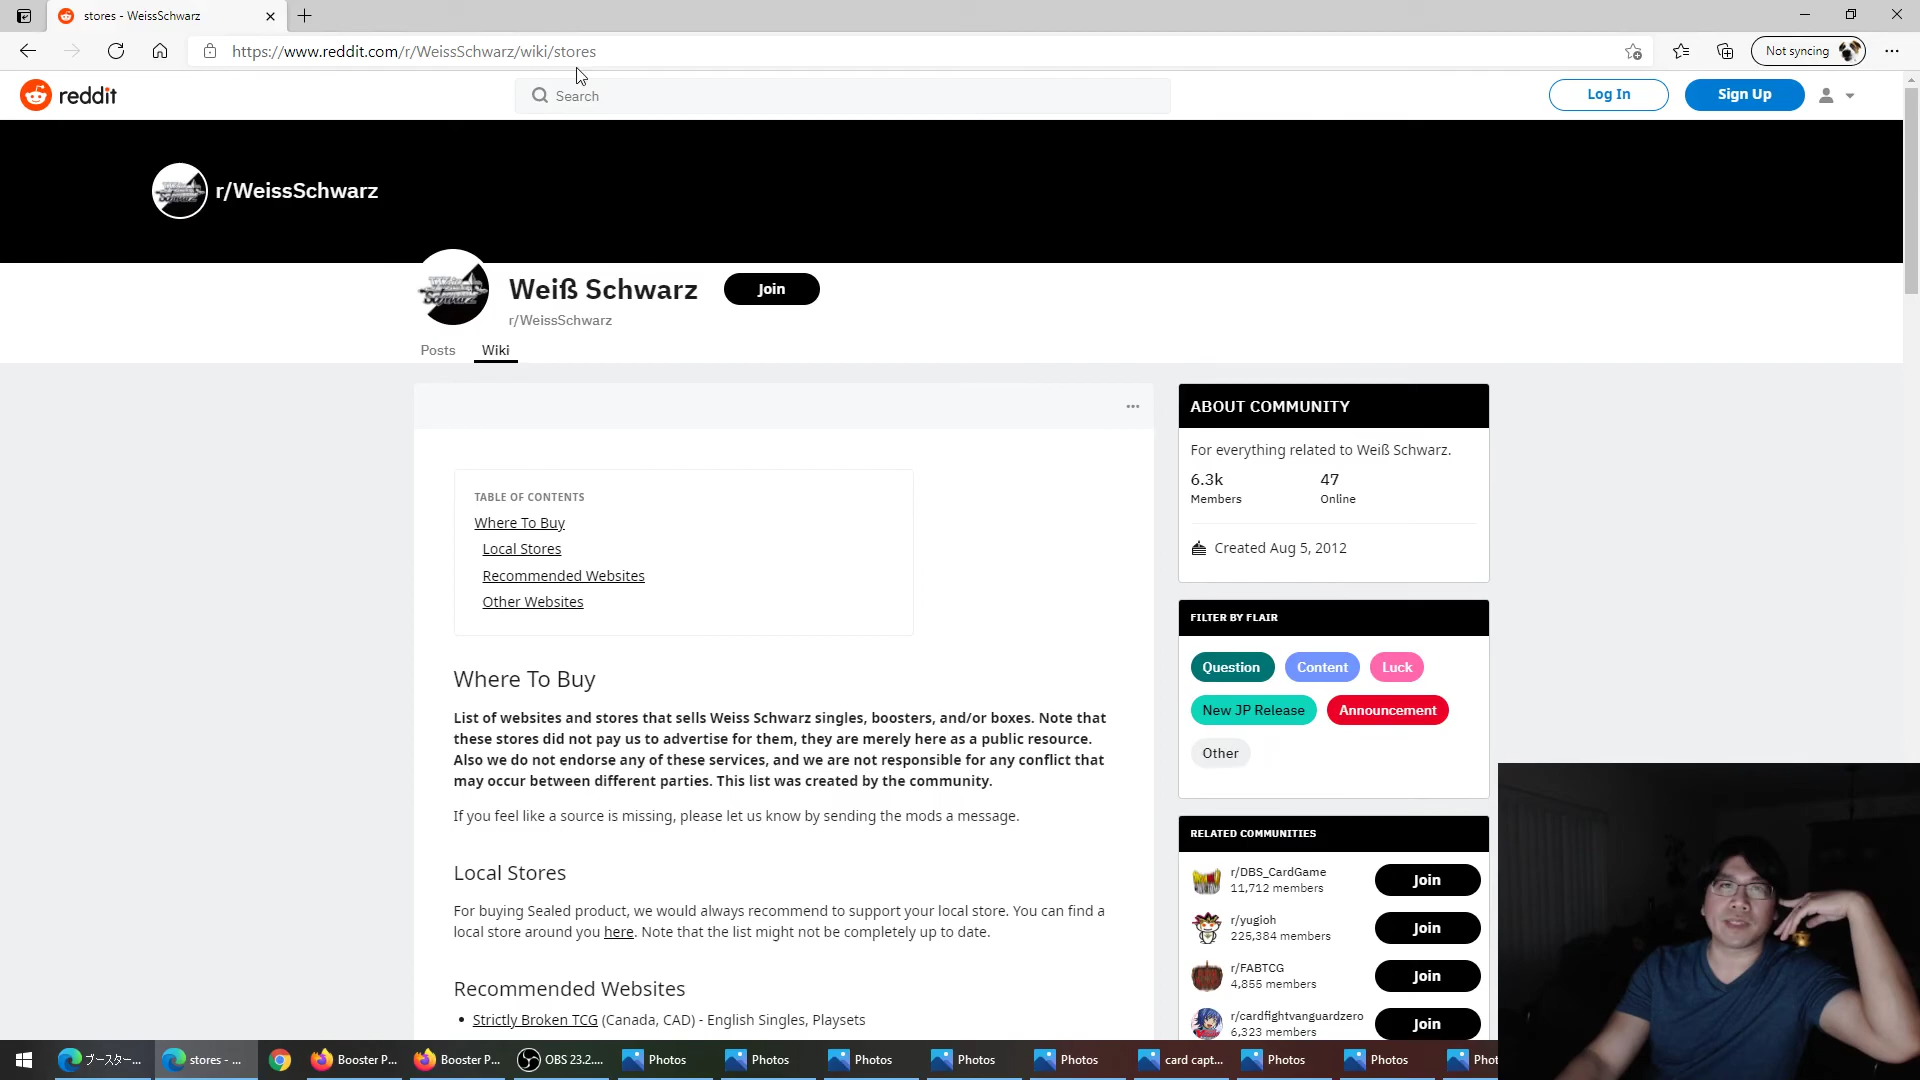 stores - WeissSchwarz
https://www.reddit.com/r/WeissSchwarz/wiki/stores
Not syncing
reddit
Search
Log In
Sign Up
r/WeissSchwarz
Weiß Schwarz
Join
r/WeissSchwarz
Posts
Wiki
TABLE OF CONTENTS
Where To Buy
Local Stores
Recommended Websites
Other Websites
Where To Buy
List of websites and stores that sells Weiss Schwarz singles, boosters, and/or boxes. Note that
these stores did not pay us to advertise for them, they are merely here as a public resource.
Also we do not endorse any of these services, and we are not responsible for any conflict that
may occur between different parties. This list was created by the community.
If you feel like a source is missing, please let us know by sending the mods a message.
Local Stores
For buying Sealed product, we would always recommend to support your local store. You can find a
local store around you here. Note that the list might not be completely up to date.
Recommended Websites
• Strictly Broken TCG (Canada, CAD) - English Singles, Playsets
ABOUT COMMUNITY
For everything related to Weiß Schwarz.
6.3k 47
Members Online
Created Aug 5, 2012
FILTER BY FLAIR
Question Content Luck
New JP Release Announcement
Other
RELATED COMMUNITIES
r/DBS_CardGame
11,712 members
Join
r/yugioh
225,384 members
Join
r/FABTCG
4,855 members
Join
r/cardfightvanguardzero
6,323 members
Join
ブースター... stores - ... Booster P... Booster P... OBS 23.2.... Photos Photos Photos Photos Photos card capt... Photos Photos Phot